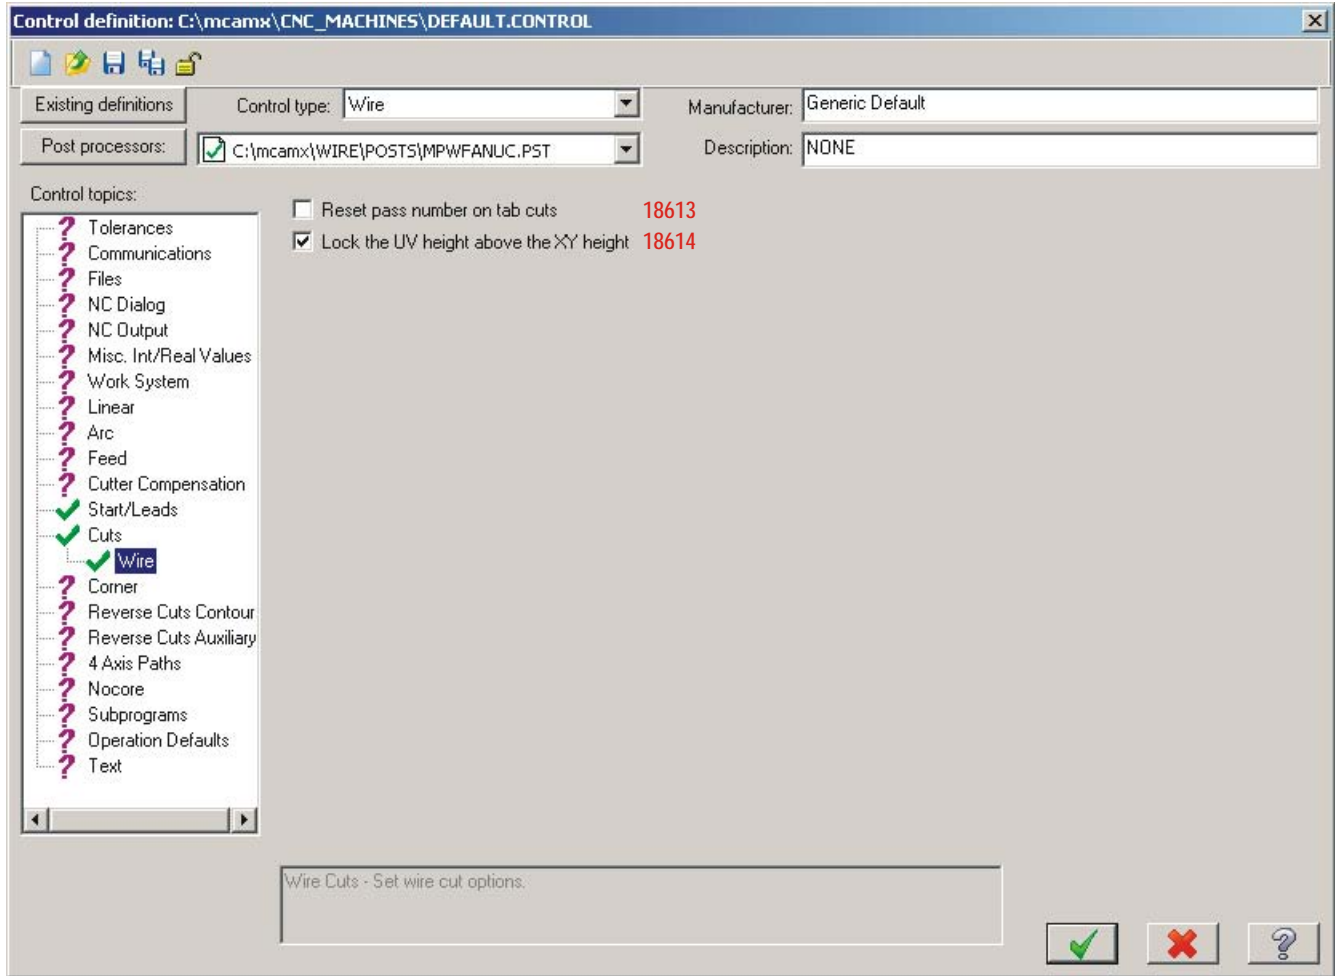 Control definition: C:\mcamx\CNC_MACHINES\DEFAULT.CONTROL
Existing definitions
Control type: Wire
Manufacturer: Generic Default
Post processors: C:\mcamx\WIRE\POSTS\MPWFANUC.PST
Description: NONE
Control topics:
Tolerances
Communications
Files
NC Dialog
NC Output
Misc. Int/Real Values
Work System
Linear
Arc
Feed
Cutter Compensation
Start/Leads
Cuts
Wire
Corner
Reverse Cuts Contour
Reverse Cuts Auxiliary
4 Axis Paths
Nocore
Subprograms
Operation Defaults
Text
Reset pass number on tab cuts 18613
Lock the UV height above the XY height 18614
Wire Cuts - Set wire cut options.